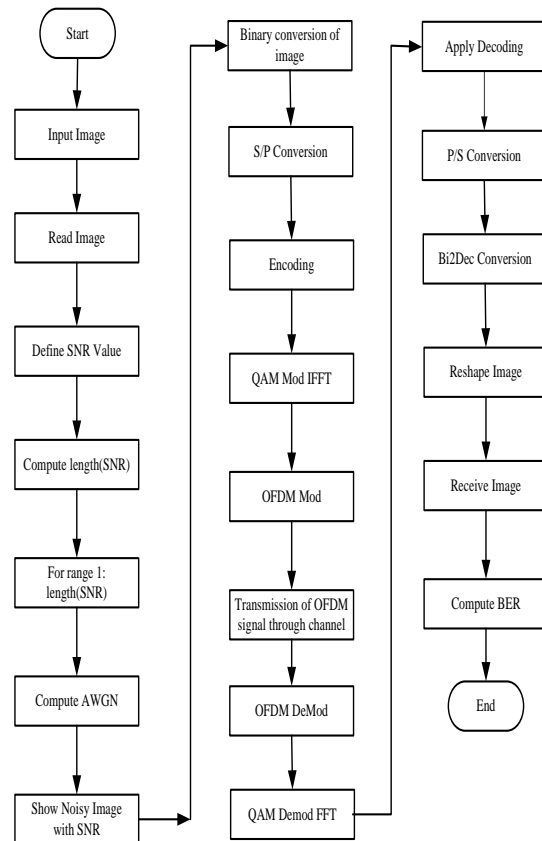 Start
Input Image
Read Image
Define SNR Value
Compute length(SNR)
For range 1:
length(SNR)
Compute AWGN
Show Noisy Image
with SNR
Binary conversion of
image
S/P Conversion
Encoding
QAM Mod IFFT
OFDM Mod
Transmission of OFDM
signal through channel
OFDM DeMod
QAM Demod FFT
Apply Decoding
P/S Conversion
Bi2Dec Conversion
Reshape Image
Receive Image
Compute BER
End